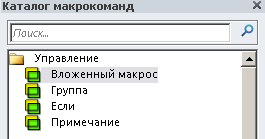 Каталог макрокоманд
Поиск...
Управление
Вложенный макрос
Группа
Если
Примечание